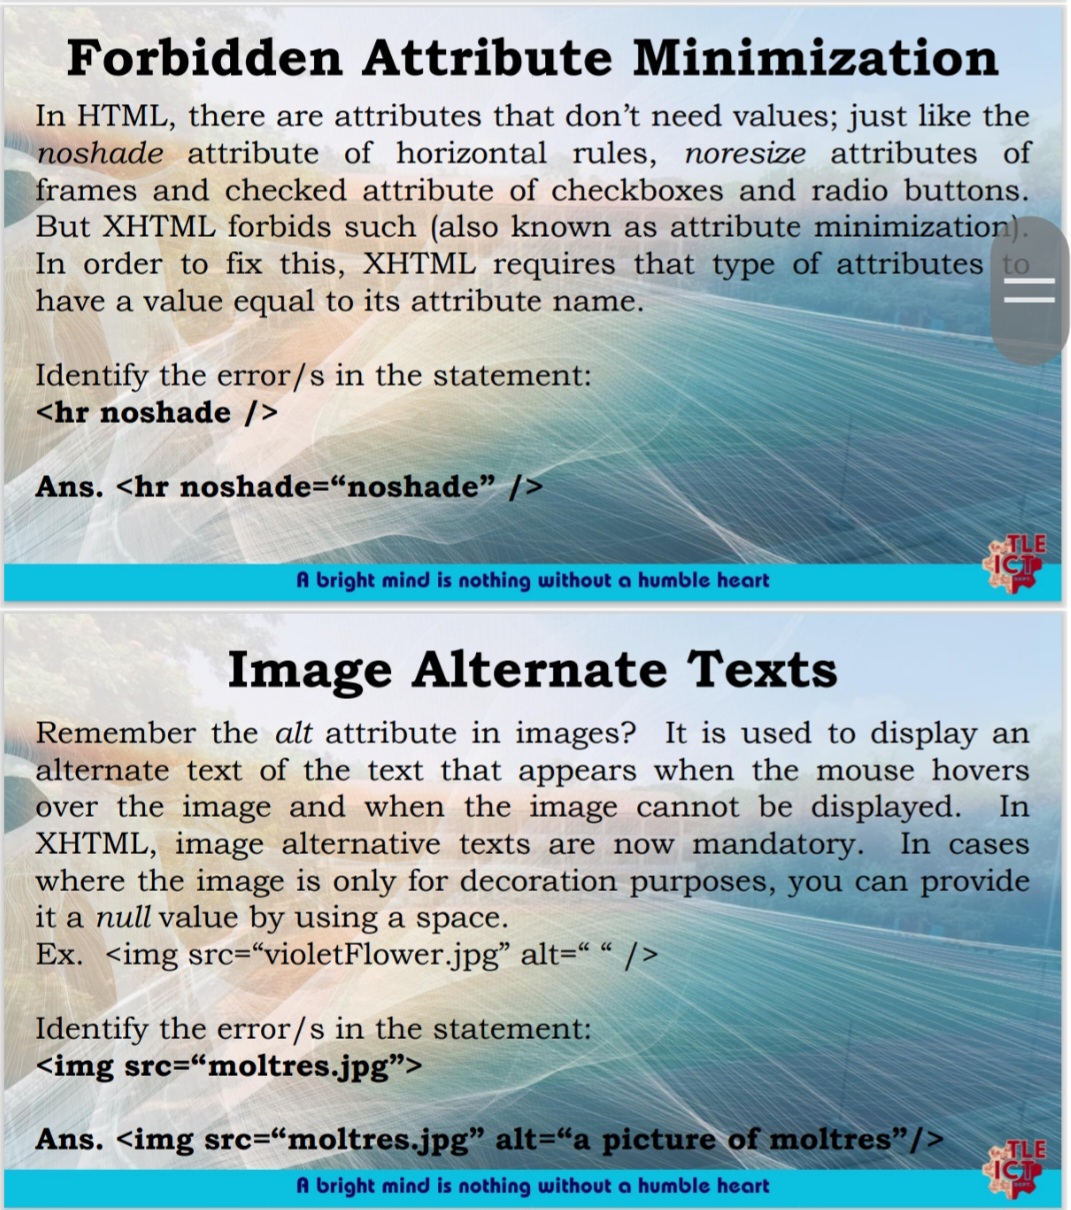 Forbidden Attribute Minimization
In HTML, there are attributes that don’t need values; just like the
noshade attribute of horizontal rules, noresize attributes of
frames and checked attribute of checkboxes and radio buttons.
But XHTML forbids such (also known as attribute minimization).
In order to fix this, XHTML requires that type of attributes to
have a value equal to its attribute name.
Identify the error/s in the statement:
<hr noshade />
Ans. <hr noshade=“noshade” />
TLE
ICT
A bright mind is nothing without a humble heart
Image Alternate Texts
Remember the alt attribute in images? It is used to display an
alternate text of the text that appears when the mouse hovers
over the image and when the image cannot be displayed. In
XHTML, image alternative texts are now mandatory. In cases
where the image is only for decoration purposes, you can provide
it a null value by using a space.
Ex. <img src=“violetFlower.jpg” alt=“ “ />
Identify the error/s in the statement:
<img src=“moltres.jpg”>
Ans. <img src=“moltres.jpg” alt=“a picture of moltres”/>
TLE
ICT
A bright mind is nothing without a humble heart